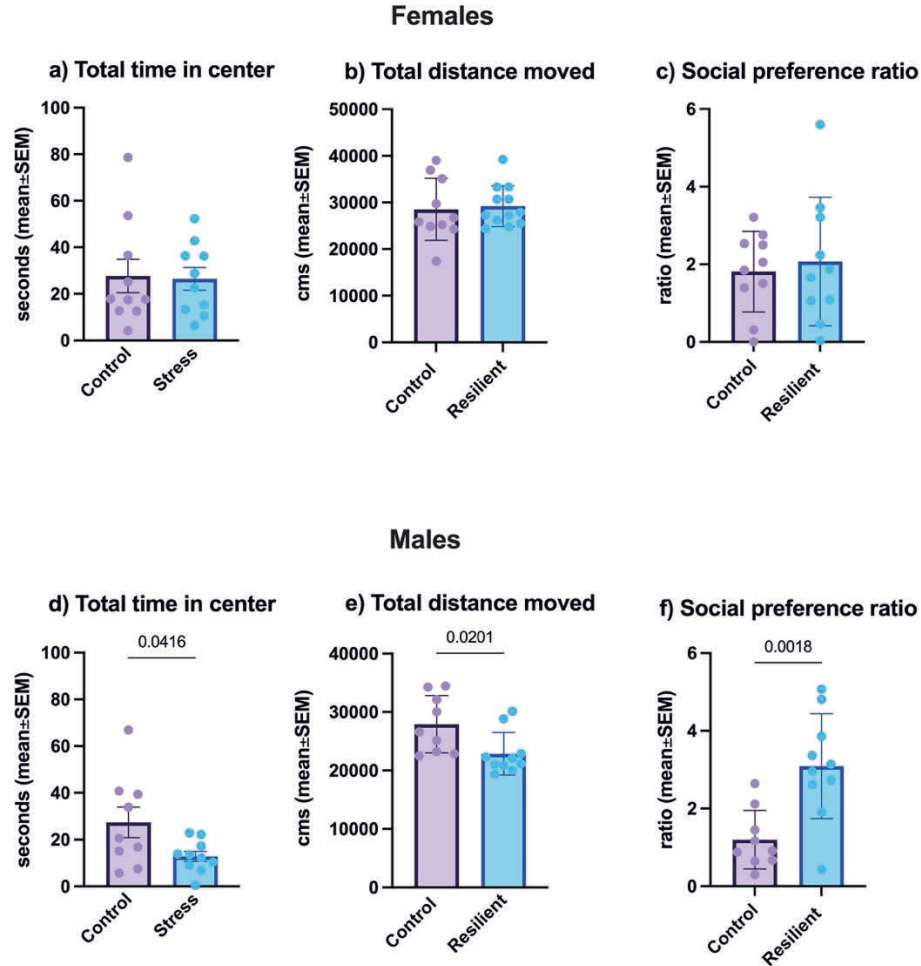 Females
a) Total time in center
b) Total distance moved
c) Social preference ratio
seconds (mean±SEM)
100
80
60
40
20
0
Control
Stress
cms (mean±SEM)
50000
40000
30000
20000
10000
0
Control
Resilient
ratio (mean±SEM)
6
4
2
0
Control
Resilient
Males
d) Total time in center
e) Total distance moved
f) Social preference ratio
seconds (mean±SEM)
100
80
60
40
20
0
0.0416
Control
Stress
cms (mean±SEM)
40000
30000
20000
10000
0
0.0201
Control
Resilient
ratio (mean±SEM)
6
4
2
0
0.0018
Control
Resilient